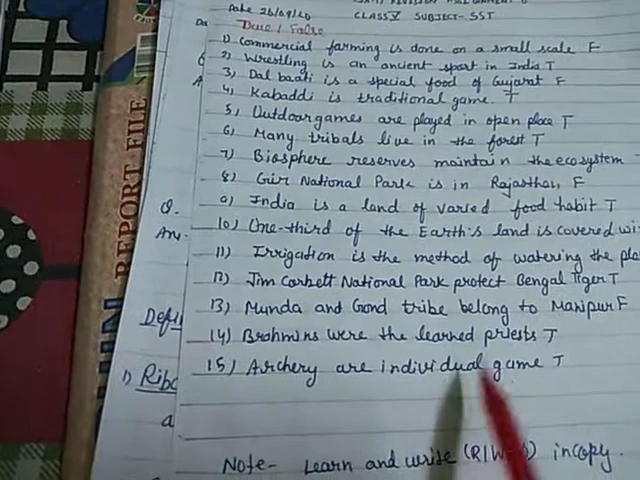 Date 26/09/20 CLASS V SUBJECT- SST
True / False
1) Commercial farming is done on a small scale F
2) Wrestling is an ancient sport in India T
3) Dal baati is a special food of Gujarat F
4) Kabaddi is traditional game. T
5) Outdoor games are played in open place T
6) Many tribals live in the forest T
7) Biosphere reserves maintain the ecosystem T
8) Gir National Park is in Rajasthan, F
9) India is a land of varied food habit T
10) One-third of the Earth's land is covered wi
11) Irrigation is the method of watering the pla
12) Jim Corbett National Park protect Bengal Tiger T
13) Munda and Gond tribe belong to Manipur F
14) Brahmins were the learned priests T
15) Archery are individual game T
Note- Learn and write in copy.
REPORT FILE
Q.
Ans.
Defi
1) Ribo
a